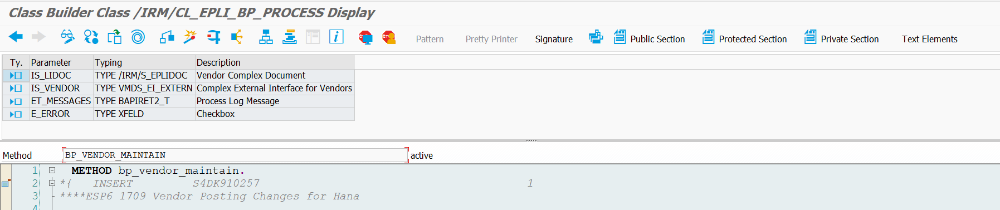 Class Builder Class /IRM/CL_EPLI_BP_PROCESS Display
Pattern Pretty Printer Signature Public Section Protected Section Private Section Text Elements
Ty. Parameter Typing Description
IS_LIDOC TYPE /IRM/S_EPLIDOC Vendor Complex Document
IS_VENDOR TYPE VMDS_EI_EXTERN Complex External Interface for Vendors
ET_MESSAGES TYPE BAPIRET2_T Process Log Message
E_ERROR TYPE XFELD Checkbox
Method BP_VENDOR_MAINTAIN active
1 METHOD bp_vendor_maintain.
2 *{ INSERT S4DK910257 1
3 ****ESP6 1709 Vendor Posting Changes for Hana
4